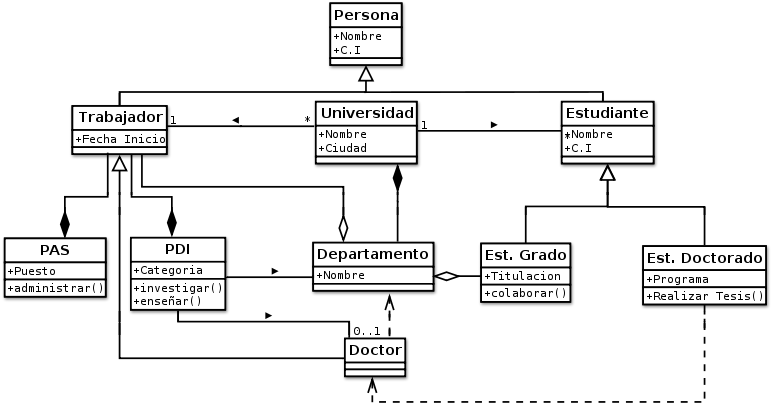 Persona
+Nombre
+C.I
Trabajador
+Fecha Inicio
1
*
Universidad
+Nombre
+Ciudad
1
*
Estudiante
+Nombre
+C.I
PAS
+Puesto
+administrar()
PDI
+Categoria
+investigar()
+enseñar()
Departamento
+Nombre
Est. Grado
+Titulacion
+colaborar()
Est. Doctorado
+Programa
+Realizar Tesis()
0..1
Doctor